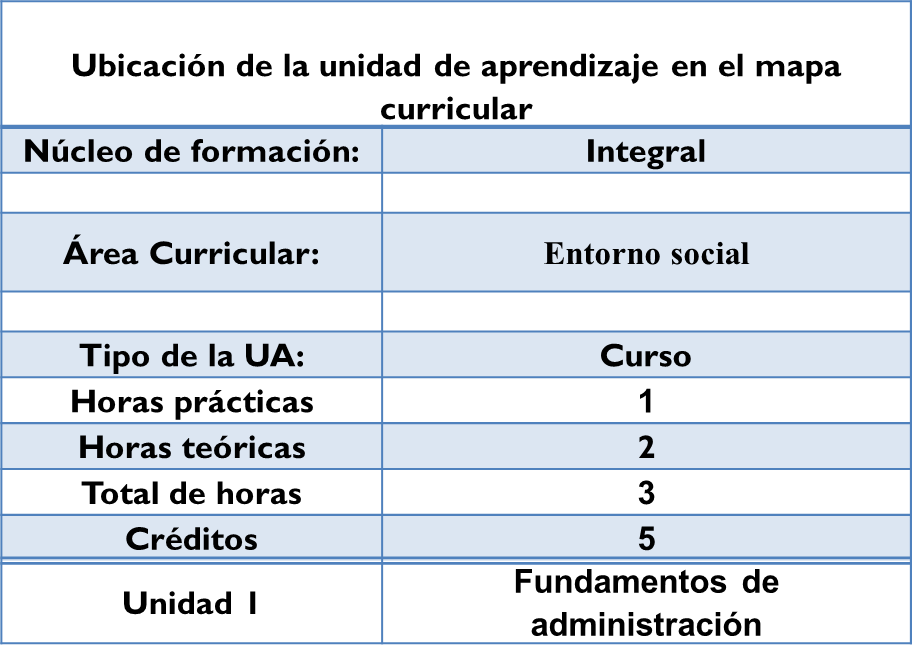 Ubicación de la unidad de aprendizaje en el mapa
curricular
Núcleo de formación: Integral
Área Curricular: Entorno social
Tipo de la UA: Curso
Horas prácticas 1
Horas teóricas 2
Total de horas 3
Créditos 5
Unidad 1 Fundamentos de
administración